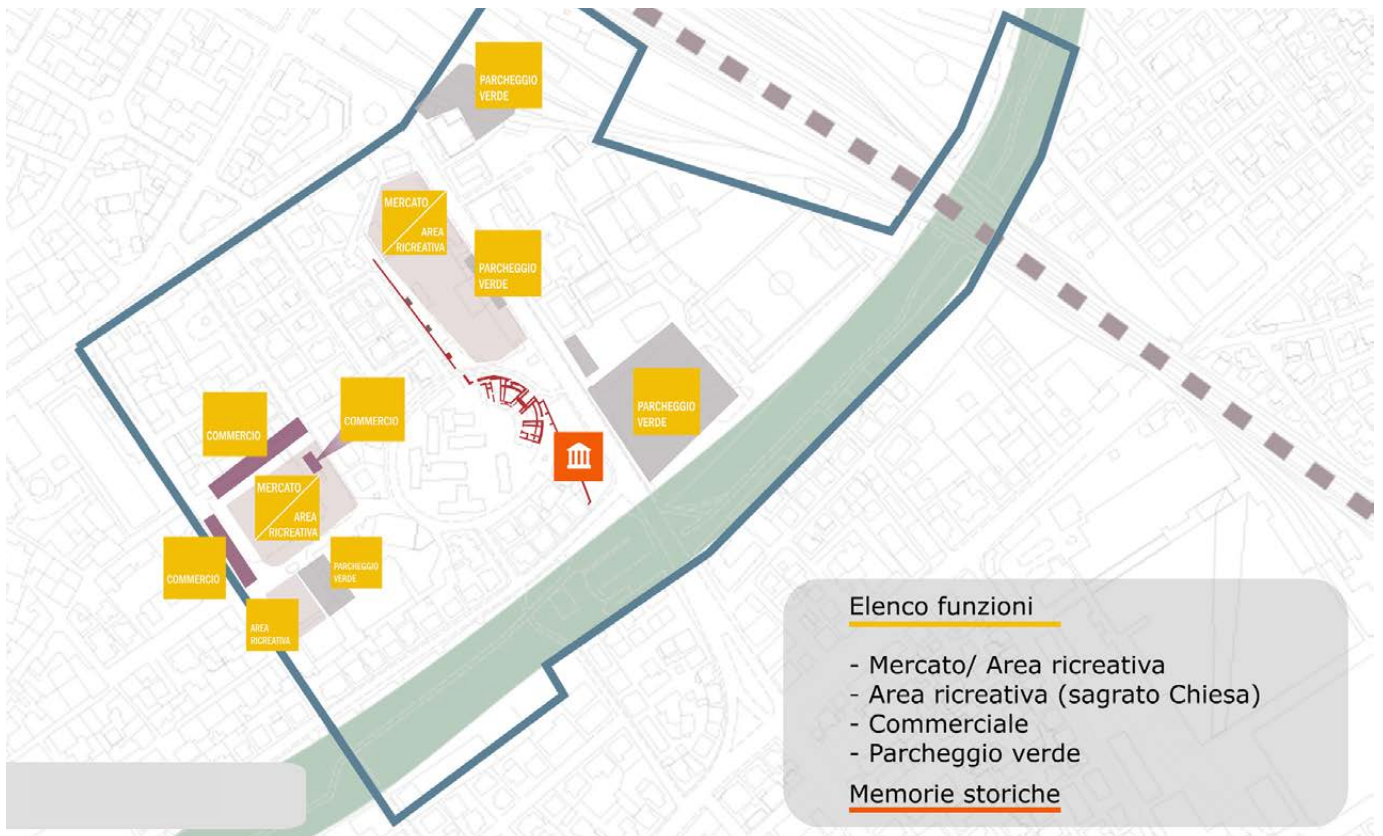 PARCHEGGIO
VERDE
MERCATO
AREA
RICREATIVA
PARCHEGGIO
VERDE
PARCHEGGIO
VERDE
COMMERCIO
COMMERCIO
MERCATO
AREA
RICREATIVA
COMMERCIO
PARCHEGGIO
VERDE
AREA
RICREATIVA
Elenco funzioni
- Mercato/ Area ricreativa
- Area ricreativa (sagrato Chiesa)
- Commerciale
- Parcheggio verde
Memorie storiche